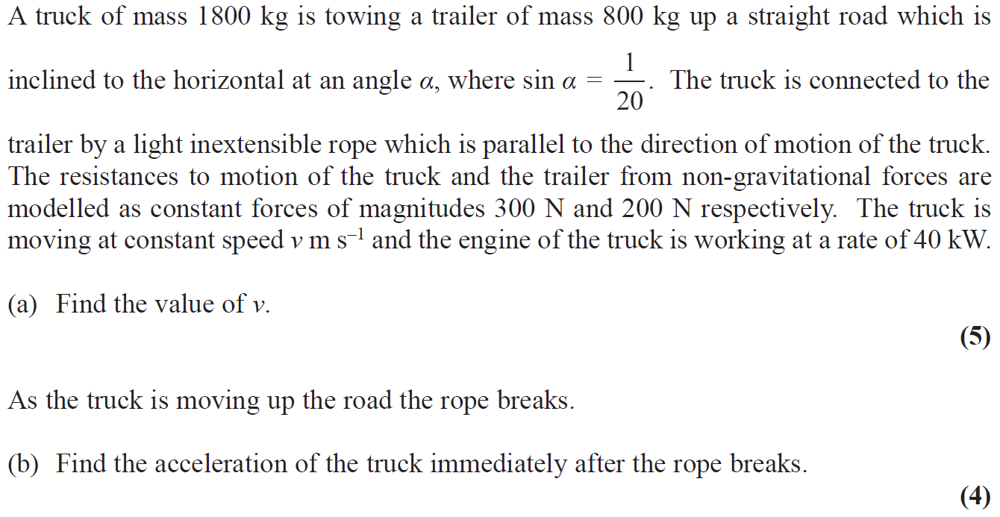 A truck of mass 1800 kg is towing a trailer of mass 800 kg up a straight road which is
inclined to the horizontal at an angle α, where sin α = 1/20. The truck is connected to the
trailer by a light inextensible rope which is parallel to the direction of motion of the truck.
The resistances to motion of the truck and the trailer from non-gravitational forces are
modelled as constant forces of magnitudes 300 N and 200 N respectively. The truck is
moving at constant speed v m s⁻¹ and the engine of the truck is working at a rate of 40 kW.
(a) Find the value of v.
(5)
As the truck is moving up the road the rope breaks.
(b) Find the acceleration of the truck immediately after the rope breaks.
(4)